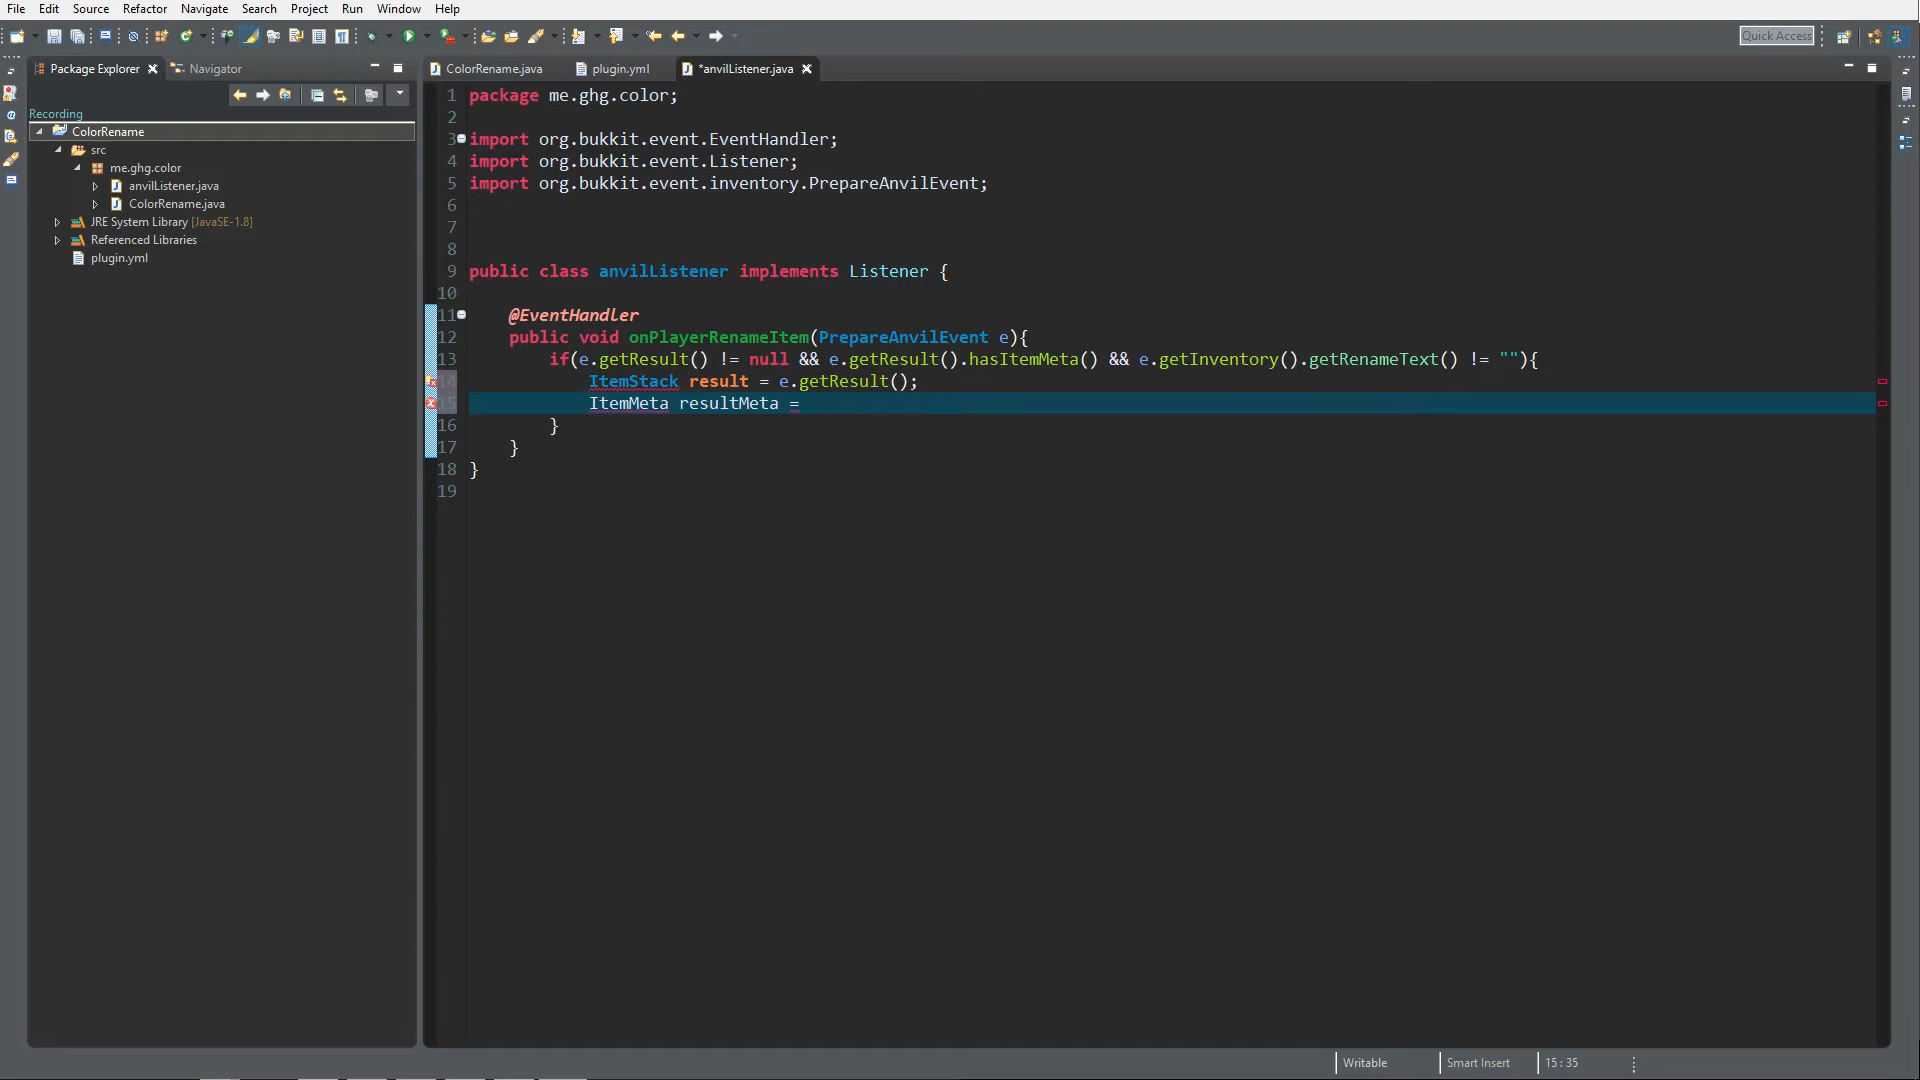 File Edit Source Refactor Navigate Search Project Run Window Help
Quick Access
Package Explorer Navigator
ColorRename.java plugin.yml *anvilListener.java
Recording
ColorRename
src
me.ghg.color
anvilListener.java
ColorRename.java
JRE System Library [JavaSE-1.8]
Referenced Libraries
plugin.yml
1 package me.ghg.color;
2
3 import org.bukkit.event.EventHandler;
4 import org.bukkit.event.Listener;
5 import org.bukkit.event.inventory.PrepareAnvilEvent;
6
7
8
9 public class anvilListener implements Listener {
10
11 @EventHandler
12 public void onPlayerRenameItem(PrepareAnvilEvent e){
13 if(e.getResult() != null && e.getResult().hasItemMeta() && e.getInventory().getRenameText() != ""){
14 ItemStack result = e.getResult();
15 ItemMeta resultMeta =
16 }
17 }
18 }
19
Writable Smart Insert 15 : 35